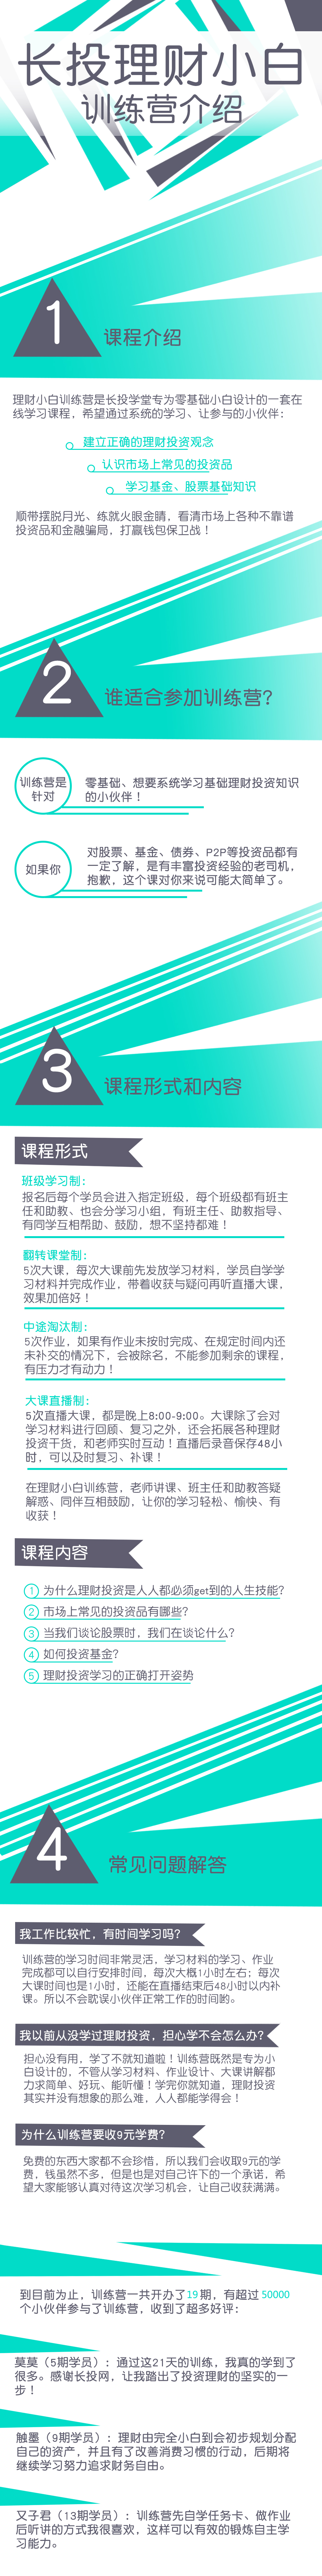 长投理财小白
训练营介绍
1
课程介绍
理财小白训练营是长投学堂专为零基础小白设计的一套在
线学习课程，希望通过系统的学习、让参与的小伙伴：
建立正确的理财投资观念
认识市场上常见的投资品
学习基金、股票基础知识
顺带摆脱月光、练就火眼金睛，看清市场上各种不靠谱
投资品和金融骗局，打赢钱包保卫战！
2
谁适合参加训练营？
训练营是
针对
零基础、想要系统学习基础理财投资知识
的小伙伴！
如果你
对股票、基金、债券、P2P等投资品都有
一定了解，是有丰富投资经验的老司机，
抱歉，这个课对你来说可能太简单了。
3
课程形式和内容
课程形式
班级学习制：
报名后每个学员会进入指定班级，每个班级都有班主
任和助教、也会分学习小组，有班主任、助教指导、
有同学互相帮助、鼓励，想不坚持都难！
翻转课堂制：
5次大课，每次大课前先发放学习材料，学员自学学
习材料并完成作业，带着收获与疑问再听直播大课，
效果加倍好！
中途淘汰制：
5次作业，如果有作业未按时完成、在规定时间内还
未补交的情况下，会被除名，不能参加剩余的课程，
有压力才有动力！
大课直播制：
5次直播大课，都是晚上8:00-9:00。大课除了会对
学习材料进行回顾、复习之外，还会拓展各种理财
投资干货，和老师实时互动！直播后录音保存48小
时，可以及时复习、补课！
在理财小白训练营，老师讲课、班主任和助教答疑
解惑、同伴互相鼓励，让你的学习轻松、愉快、有
收获！
课程内容
1 为什么理财投资是人人都必须get到的人生技能？
2 市场上常见的投资品有哪些？
3 当我们谈论股票时，我们在谈论什么？
4 如何投资基金？
5 理财投资学习的正确打开姿势
4
常见问题解答
我工作比较忙，有时间学习吗？
训练营的学习时间非常灵活，学习材料的学习、作业
完成都可以自行安排时间，每次大概1小时左右；每次
大课时间也是1小时，还能在直播结束后48小时以内补
课。所以不会耽误小伙伴正常工作的时间哟。
我以前从没学过理财投资，担心学不会怎么办？
担心没有用，学了不就知道啦！训练营既然是专为小
白设计的，不管从学习材料、作业设计、大课讲解都
力求简单、好玩、能听懂！学完你就知道，理财投资
其实并没有想象的那么难，人人都能学得会！
为什么训练营要收9元学费？
免费的东西大家都不会珍惜，所以我们会收取9元的学
费，钱虽然不多，但是也是对自己许下的一个承诺，希
望大家能够认真对待这次学习机会，让自己收获满满。
到目前为止，训练营一共开办了19期，有超过50000
个小伙伴参与了训练营，收到了超多好评：
莫莫（5期学员）：通过这21天的训练，我真的学到了
很多。感谢长投网，让我踏出了投资理财的坚实的一
步！
触墨（9期学员）：理财由完全小白到会初步规划分配
自己的资产，并且有了改善消费习惯的行动，后期将
继续学习努力追求财务自由。
又子君（13期学员）：训练营先自学任务卡、做作业
后听讲的方式我很喜欢，这样可以有效的锻炼自主学
习能力。